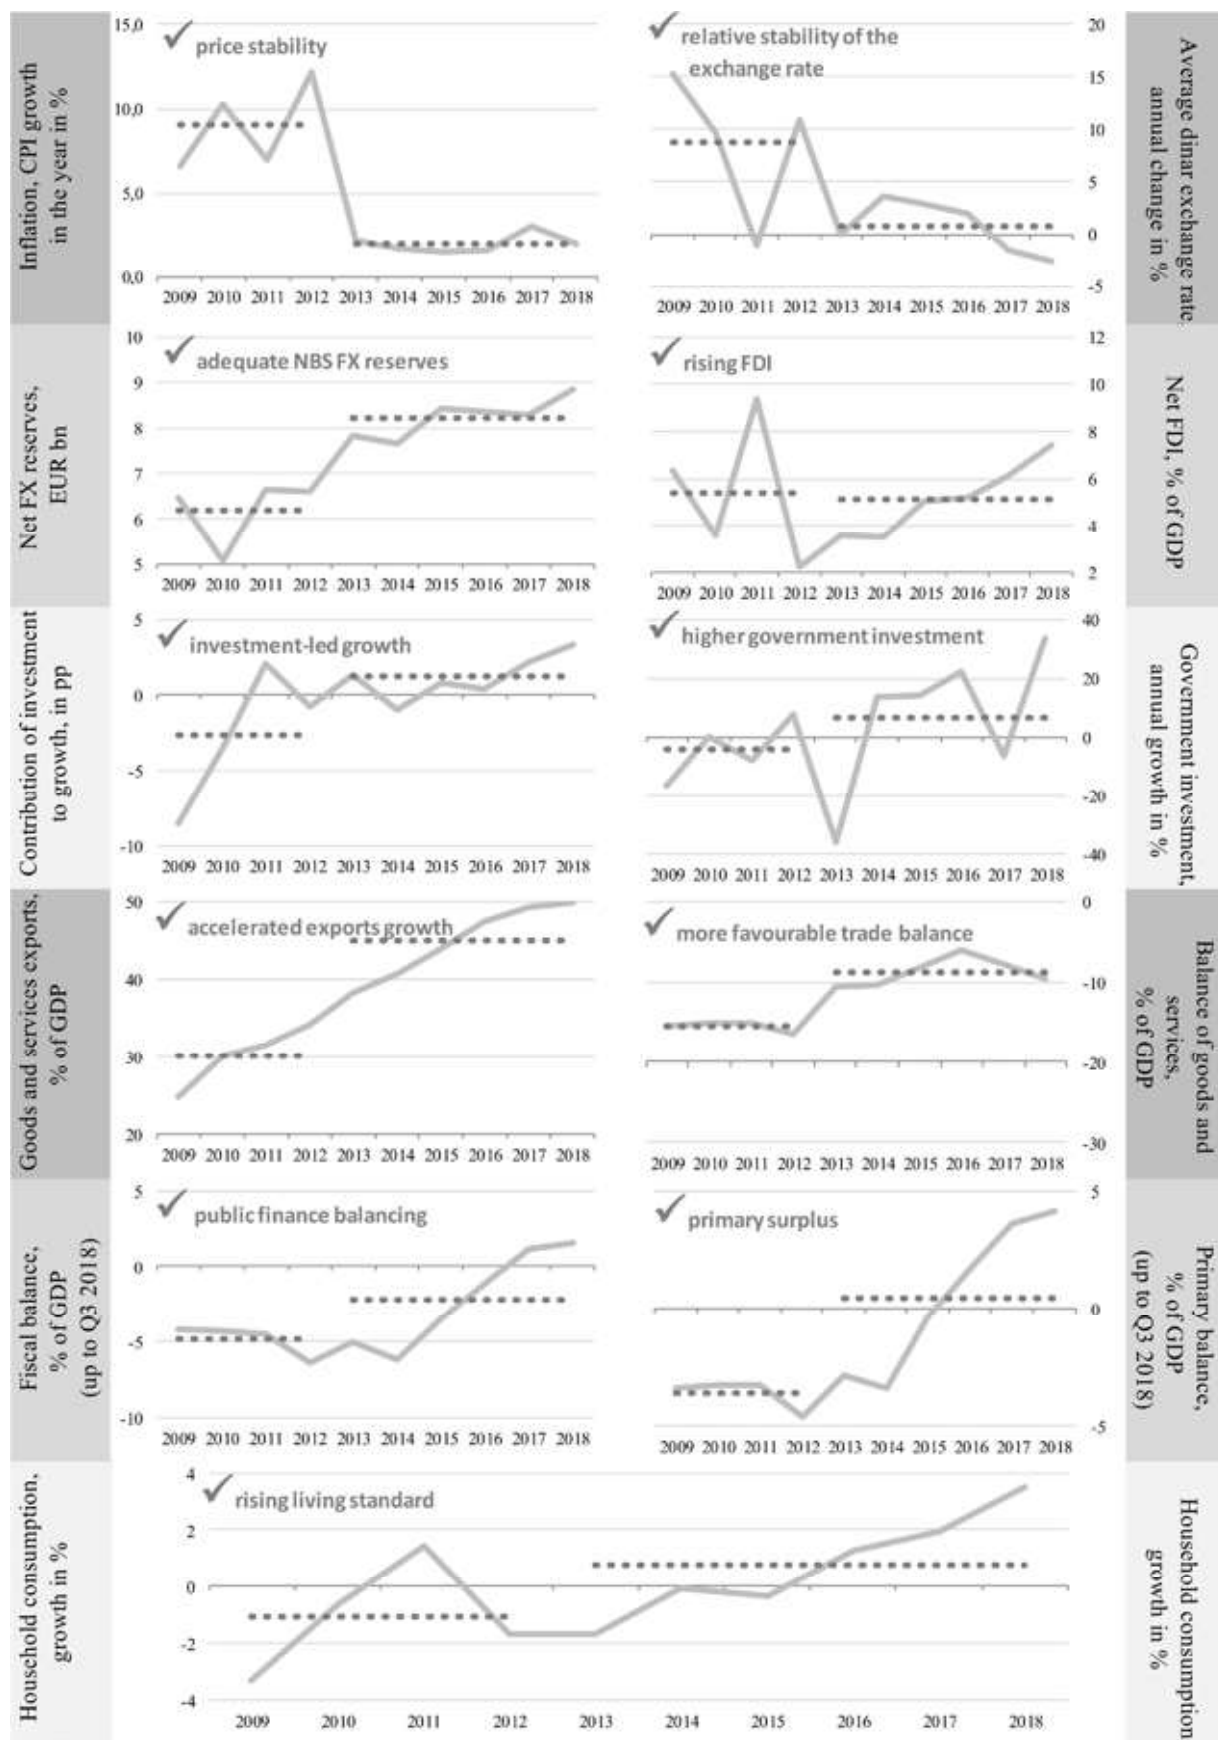 Inflation, CPI growth
in the year in %
15,0
10,0
5,0
0,0
✓ price stability
2009 2010 2011 2012 2013 2014 2015 2016 2017 2018
✓ relative stability of the
exchange rate
20
15
10
5
0
-5
2009 2010 2011 2012 2013 2014 2015 2016 2017 2018
Average dinar exchange rate,
annual change in %
Net FX reserves,
EUR bn
10
9
8
7
6
5
✓ adequate NBS FX reserves
2009 2010 2011 2012 2013 2014 2015 2016 2017 2018
✓ rising FDI
12
10
8
6
4
2
2009 2010 2011 2012 2013 2014 2015 2016 2017 2018
Net FDI, % of GDP
Contribution of investment
to growth, in pp
5
0
-5
-10
✓ investment-led growth
2009 2010 2011 2012 2013 2014 2015 2016 2017 2018
✓ higher government investment
40
20
0
-20
-40
2009 2010 2011 2012 2013 2014 2015 2016 2017 2018
Government investment,
annual growth in %
Goods and services exports,
% of GDP
50
40
30
20
✓ accelerated exports growth
2009 2010 2011 2012 2013 2014 2015 2016 2017 2018
✓ more favourable trade balance
0
-10
-20
-30
2009 2010 2011 2012 2013 2014 2015 2016 2017 2018
Balance of goods and
services,
% of GDP
Fiscal balance,
% of GDP
(up to Q3 2018)
5
0
-5
-10
✓ public finance balancing
2009 2010 2011 2012 2013 2014 2015 2016 2017 2018
✓ primary surplus
5
0
-5
2009 2010 2011 2012 2013 2014 2015 2016 2017 2018
Primary balance,
% of GDP
(up to Q3 2018)
Household consumption,
growth in %
4
2
0
-2
-4
✓ rising living standard
2009 2010 2011 2012 2013 2014 2015 2016 2017 2018
Household consumption
growth in %